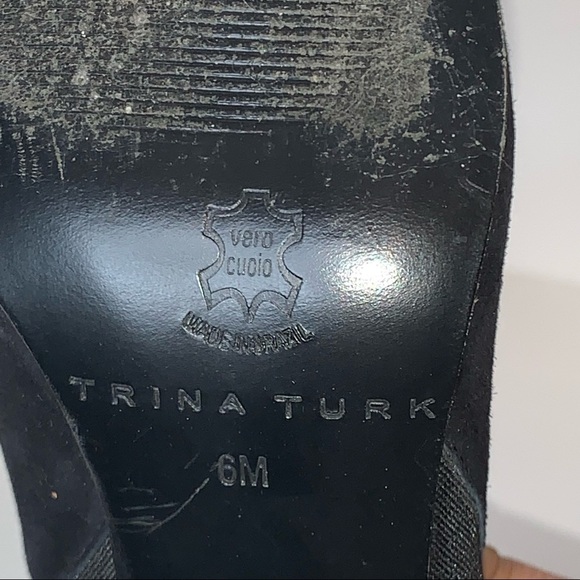 vero
cuoio
MADE IN BRAZIL
TRINA TURK
6M